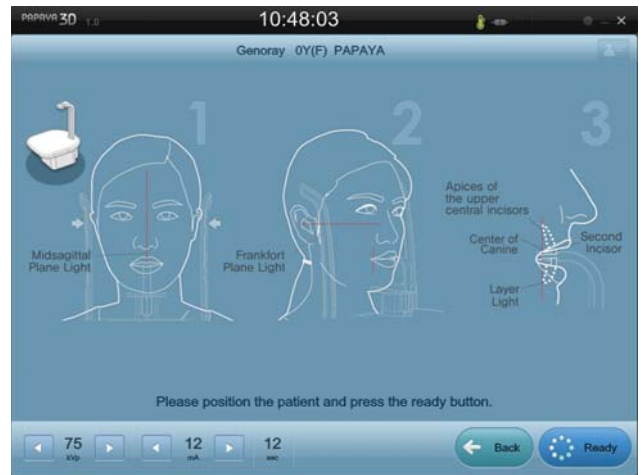 PAPAYA 3D 1.0
10:48:03
Genoray 0Y(F) PAPAYA
1
2
3
Midsagittal
Plane Light
Frankfort
Plane Light
Apices of
the upper
central incisors
Center of
Canine
Second
Incisor
Layer
Light
Please position the patient and press the ready button.
75
kVp
12
mA
12
sec
Back
Ready